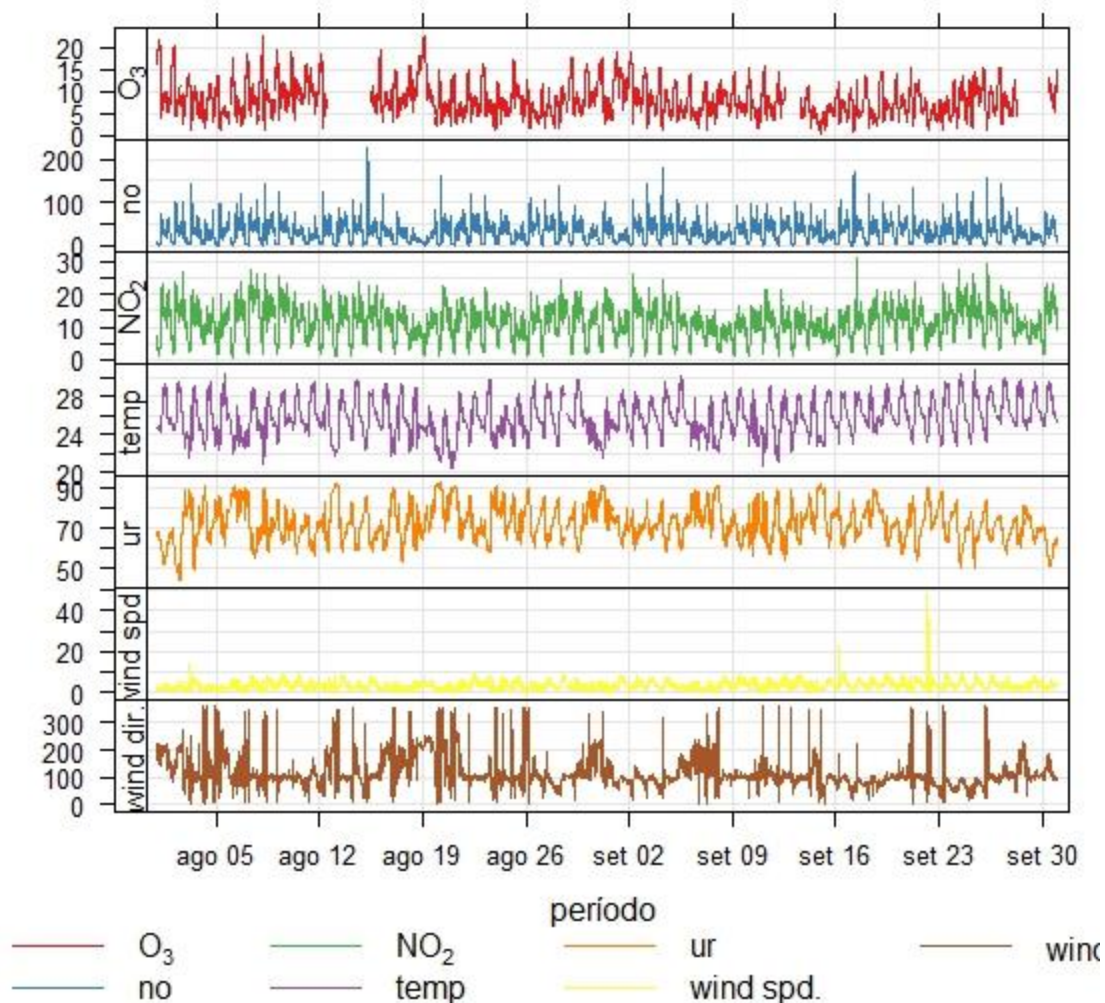 O3
20
15
10
5
0
no
200
100
0
NO2
30
20
10
0
temp
28
24
20
ur
90
70
50
wind spd
40
20
0
wind dir.
300
200
100
0
ago 05 ago 12 ago 19 ago 26 set 02 set 09 set 16 set 23 set 30
período
O3 NO2 ur wind
no temp wind spd.